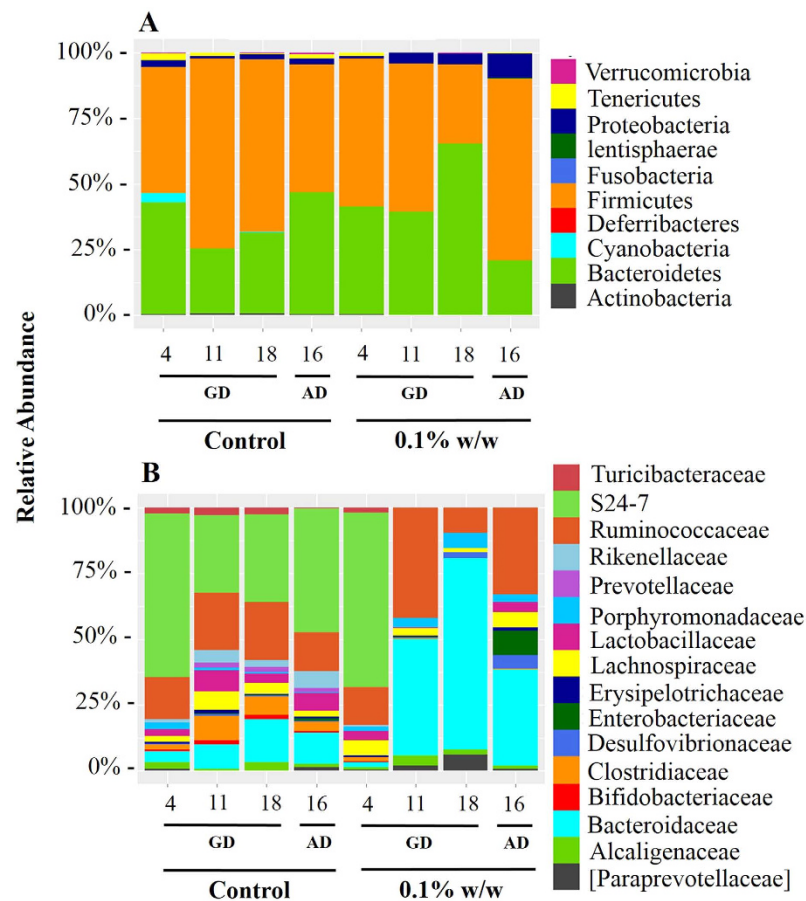 A
100%
75%
50%
25%
0%
Verrucomicrobia
Tenericutes
Proteobacteria
lentisphaerae
Fusobacteria
Firmicutes
Deferribacteres
Cyanobacteria
Bacteroidetes
Actinobacteria
4 11 18 16 4 11 18 16
GD AD GD AD
Control 0.1% w/w
Relative Abundance
B
100%
75%
50%
25%
0%
Turicibacteraceae
S24-7
Ruminococcaceae
Rikenellaceae
Prevotellaceae
Porphyromonadaceae
Lactobacillaceae
Lachnospiraceae
Erysipelotrichaceae
Enterobacteriaceae
Desulfovibrionaceae
Clostridiaceae
Bifidobacteriaceae
Bacteroidaceae
Alcaligenaceae
[Paraprevotellaceae]
4 11 18 16 4 11 18 16
GD AD GD AD
Control 0.1% w/w